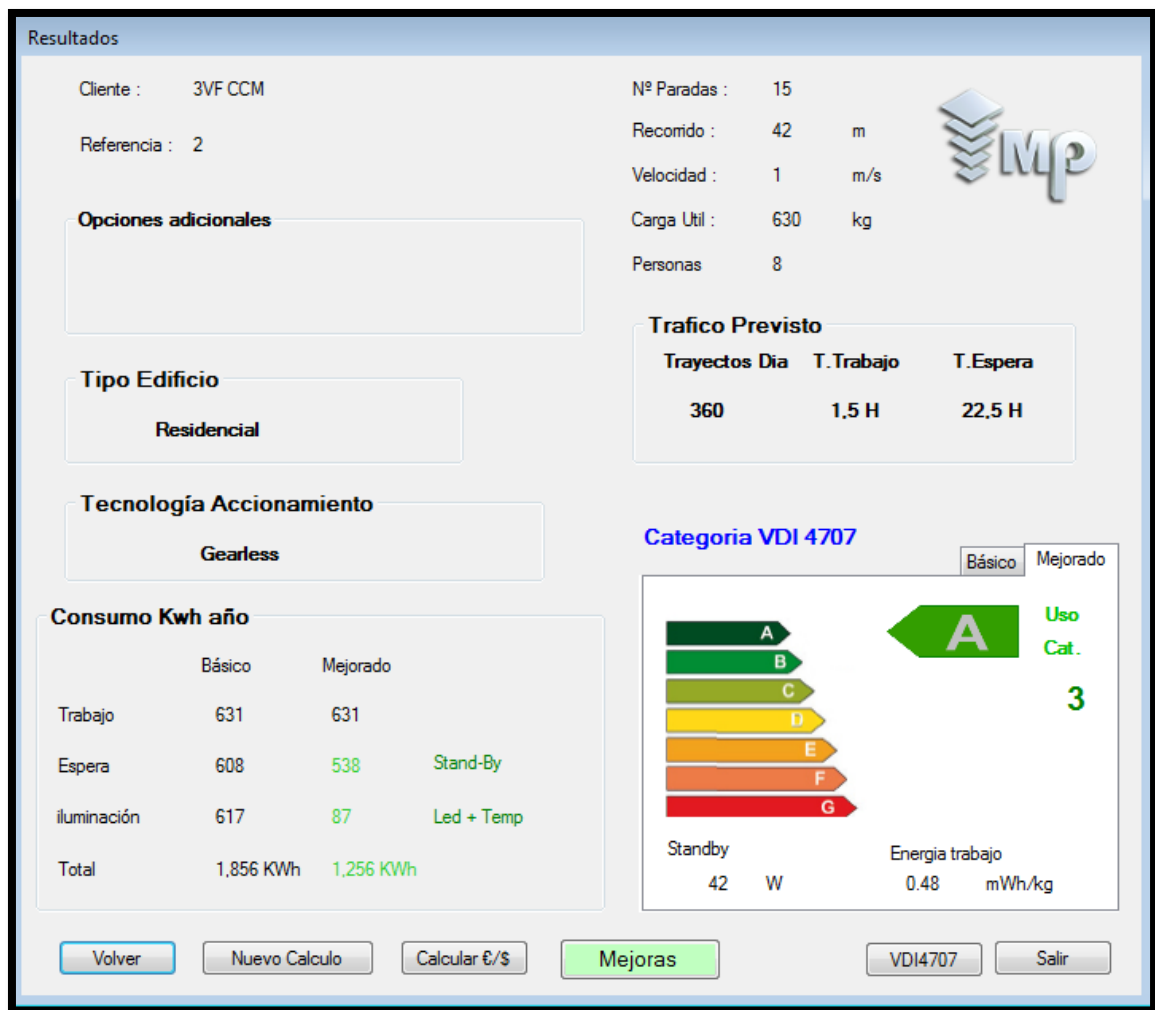 Resultados
Cliente : 3VF CCM
Referencia : 2
Nº Paradas : 15
Recorrido : 42 m
Velocidad : 1 m/s
Carga Util : 630 kg
Personas 8
MP
Opciones adicionales
Trafico Previsto
Trayectos Dia T.Trabajo T.Espera
360 1,5 H 22,5 H
Tipo Edificio
Residencial
Tecnología Accionamiento
Gearless
Consumo Kwh año
Básico Mejorado
Trabajo 631 631
Espera 608 538 Stand-By
iluminación 617 87 Led + Temp
Total 1,856 KWh 1,256 KWh
Categoria VDI 4707
Básico Mejorado
A
B
C
D
E
F
G
A
Uso
Cat.
3
Standby
42 W
Energia trabajo
0.48 mWh/kg
Volver Nuevo Calculo Calcular €/$ Mejoras VDI4707 Salir